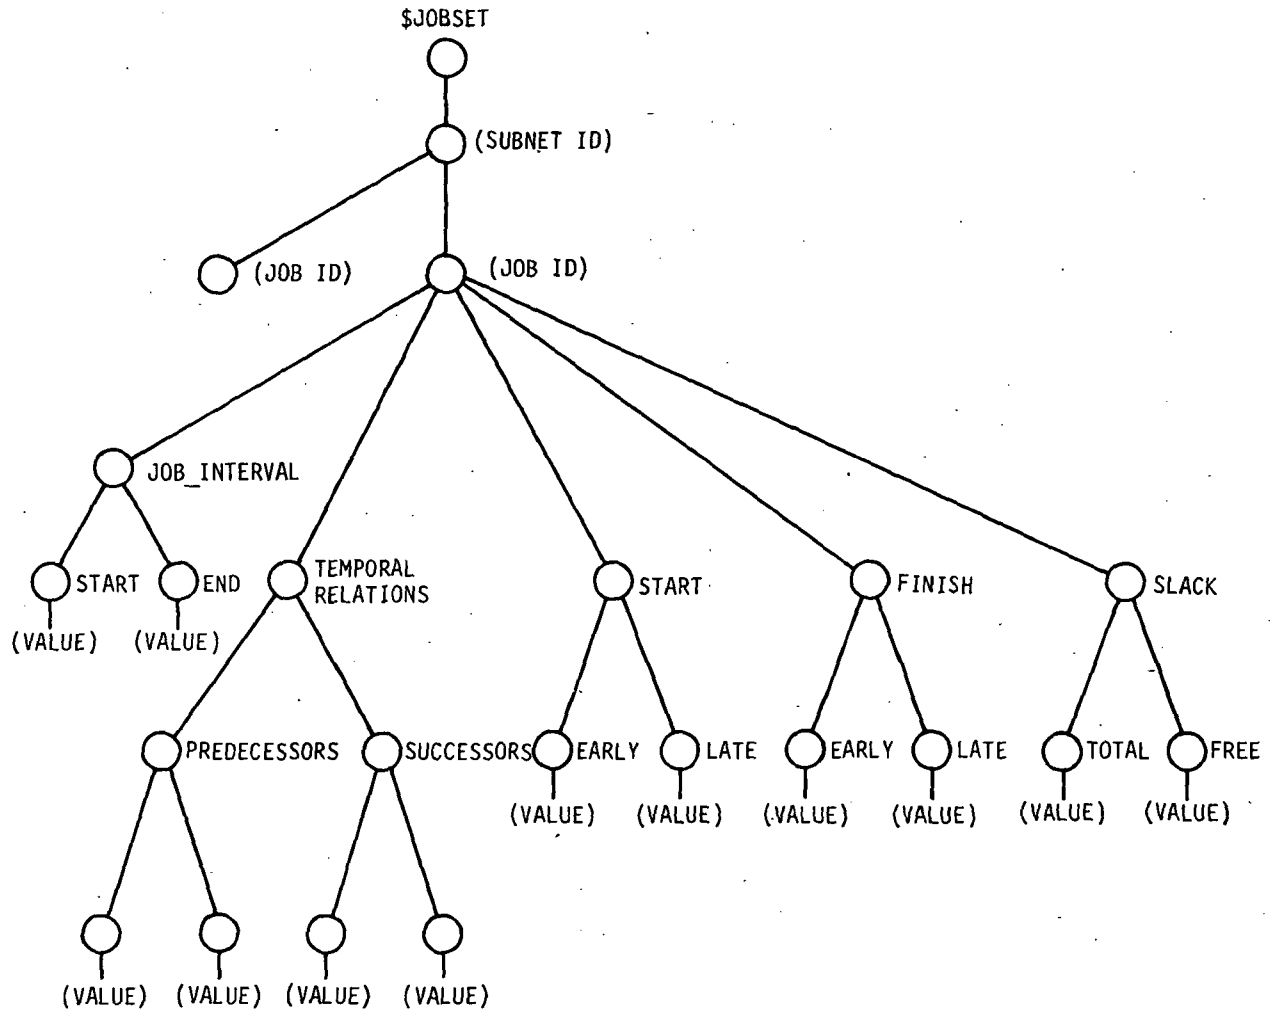 $JOBSET
(SUBNET ID)
(JOB ID)
(JOB ID)
JOB_INTERVAL
START
END
TEMPORAL
RELATIONS
START
FINISH
SLACK
(VALUE)
(VALUE)
PREDECESSORS
SUCCESSORS
EARLY
LATE
EARLY
LATE
TOTAL
FREE
(VALUE)
(VALUE)
(VALUE)
(VALUE)
(VALUE)
(VALUE)
(VALUE)
(VALUE)
(VALUE)
(VALUE)